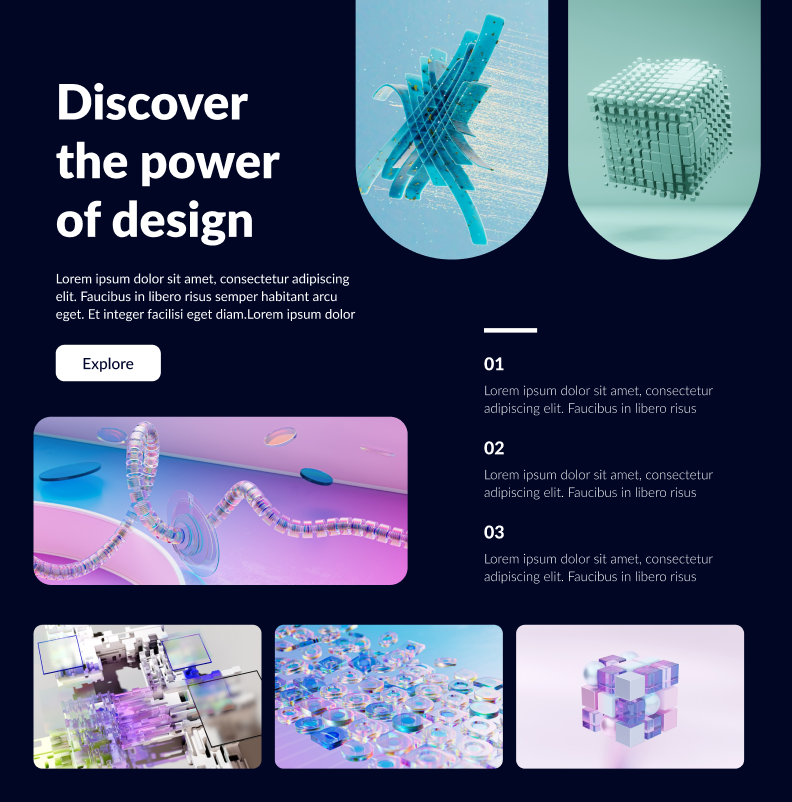 Discover
the power
of design
Lorem ipsum dolor sit amet, consectetur adipiscing
elit. Faucibus in libero risus semper habitant arcu
eget. Et integer facilisi eget diam.Lorem ipsum dolor
Explore
01
Lorem ipsum dolor sit amet, consectetur
adipiscing elit. Faucibus in libero risus
02
Lorem ipsum dolor sit amet, consectetur
adipiscing elit. Faucibus in libero risus
03
Lorem ipsum dolor sit amet, consectetur
adipiscing elit. Faucibus in libero risus